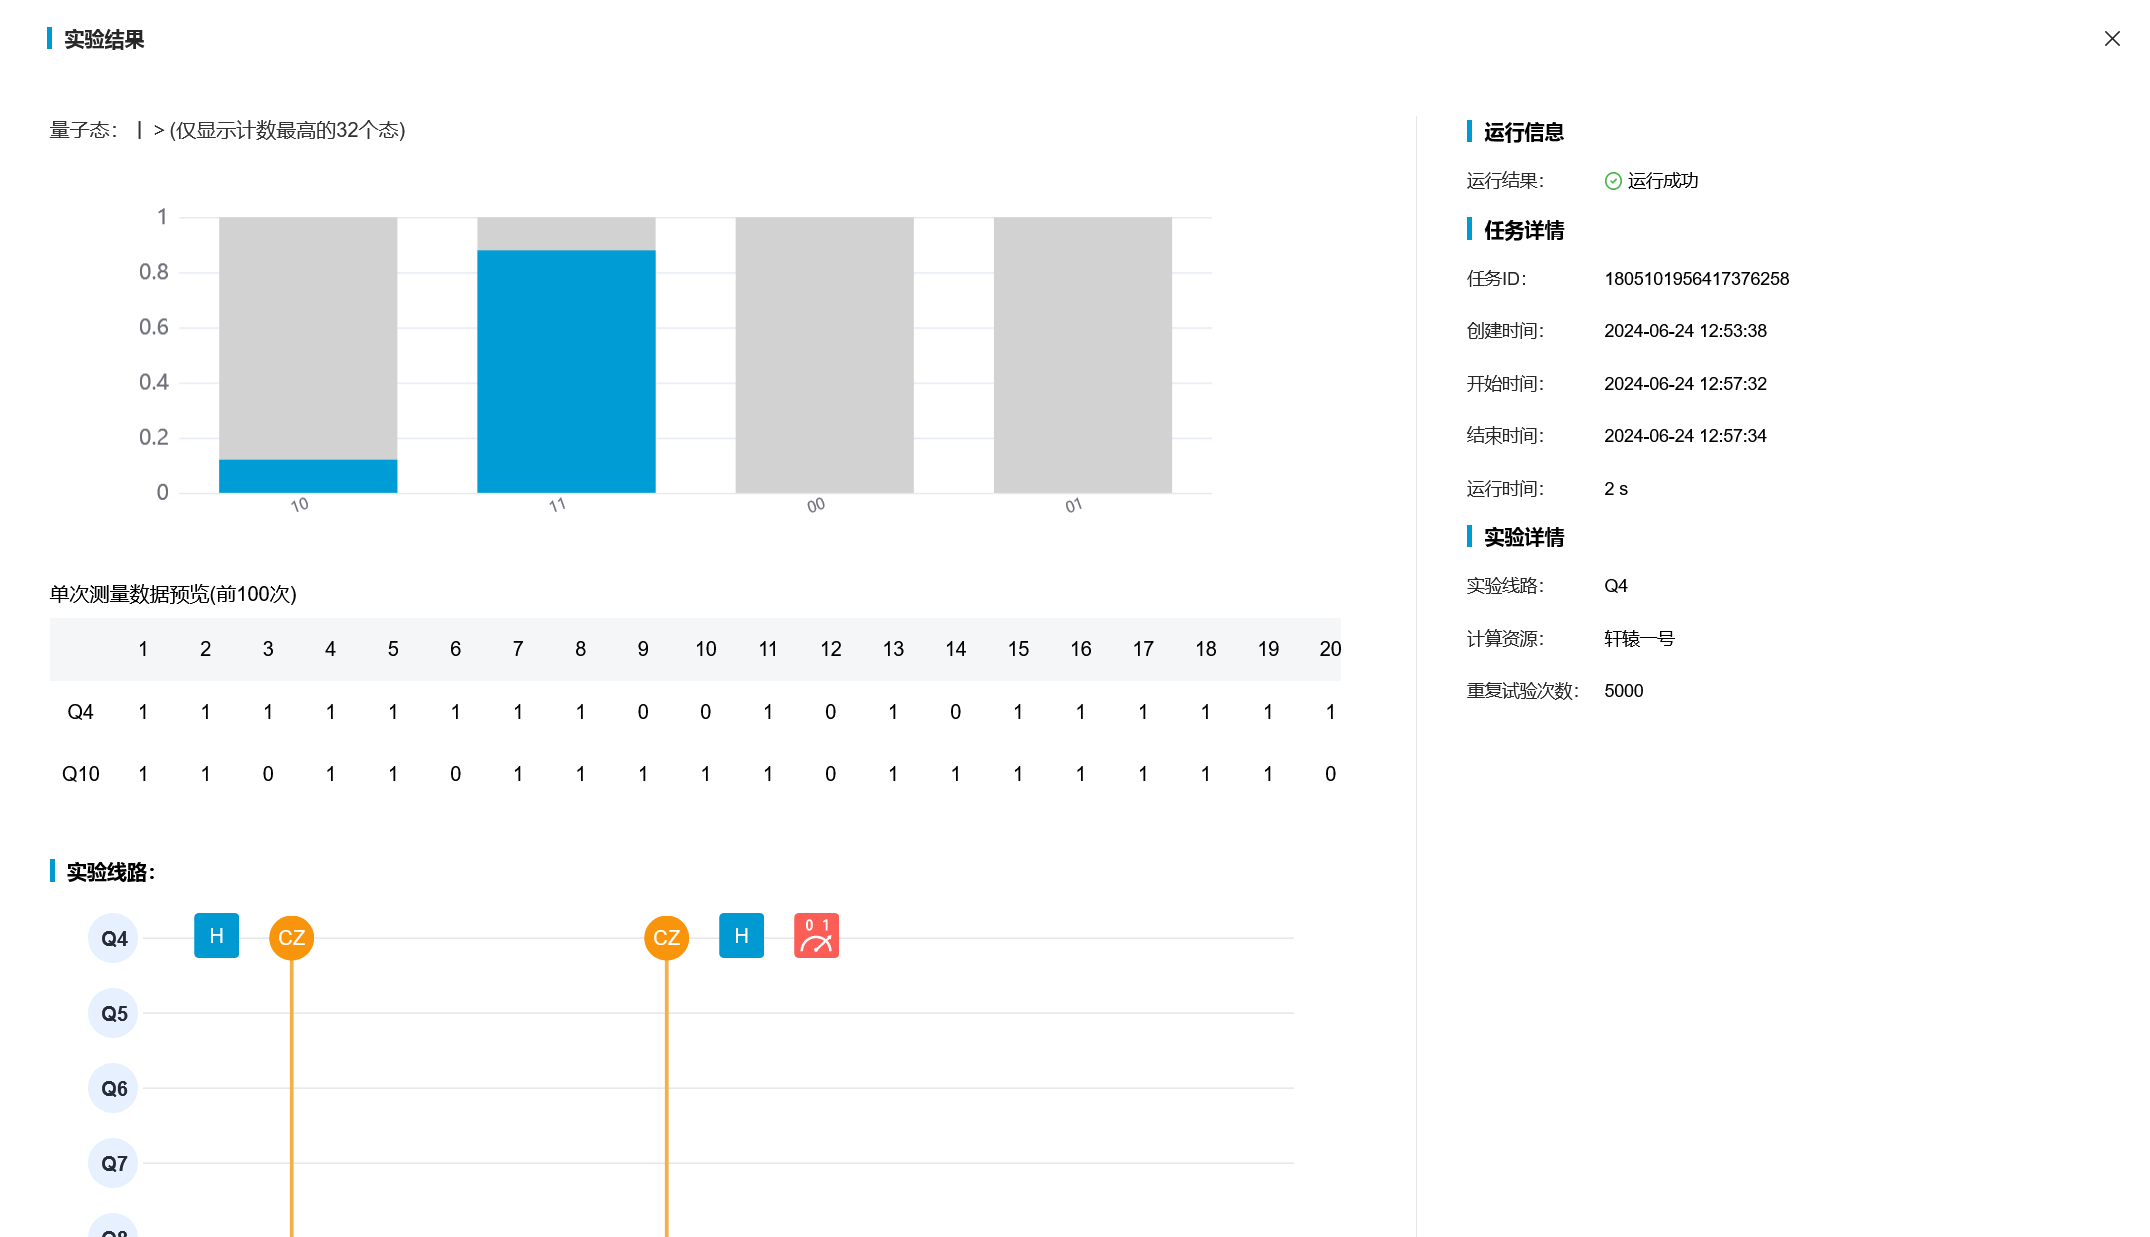 实验结果
量子态： | > (仅显示计数最高的32个态)
1
0.8
0.6
0.4
0.2
0
10 11 00 01
单次测量数据预览(前100次)
1 2 3 4 5 6 7 8 9 10 11 12 13 14 15 16 17 18 19 20
Q4 1 1 1 1 1 1 1 1 0 0 1 0 1 0 1 1 1 1 1 1
Q10 1 1 0 1 1 0 1 1 1 1 1 0 1 1 1 1 1 1 1 0
实验线路：
Q4 H CZ CZ H 0 1
Q5
Q6
Q7
Q8
运行信息
运行结果： 运行成功
任务详情
任务ID： 1805101956417376258
创建时间： 2024-06-24 12:53:38
开始时间： 2024-06-24 12:57:32
结束时间： 2024-06-24 12:57:34
运行时间： 2 s
实验详情
实验线路： Q4
计算资源： 轩辕一号
重复试验次数： 5000